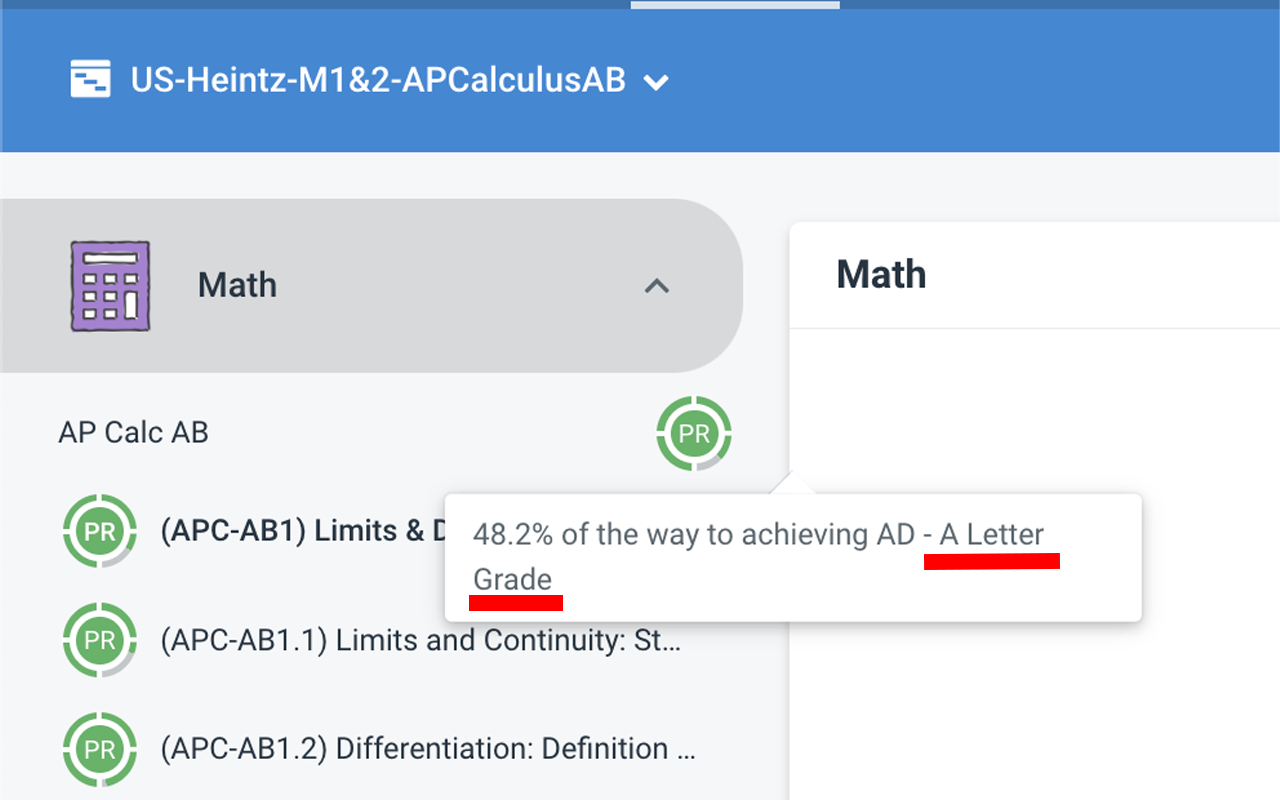 US-Heintz-M1&2-APCalculusAB
Math
Math
AP Calc AB
PR
PR
(APC-AB1) Limits &
48.2% of the way to achieving AD - A Letter
Grade
PR
(APC-AB1.1) Limits and Continuity: St...
PR
(APC-AB1.2) Differentiation: Definition ...